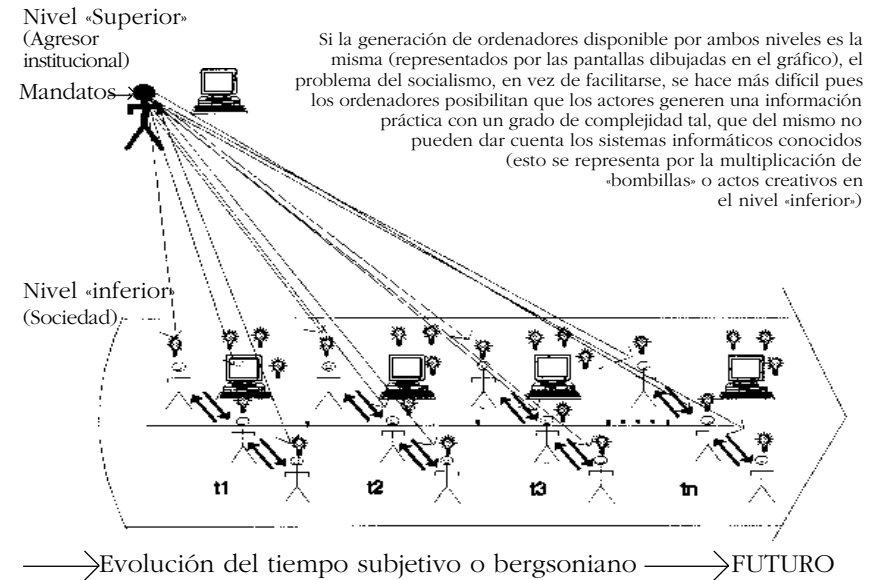 Nivel «Superior»
(Agresor
institucional)
Mandatos
Si la generación de ordenadores disponible por ambos niveles es la
misma (representados por las pantallas dibujadas en el gráfico), el
problema del socialismo, en vez de facilitarse, se hace más difícil pues
los ordenadores posibilitan que los actores generen una información
práctica con un grado de complejidad tal, que del mismo no
pueden dar cuenta los sistemas informáticos conocidos
(esto se representa por la multiplicación de
«bombillas» o actos creativos en
el nivel «inferior»)
Nivel «inferior»
(Sociedad)
t1 t2 t3 tn
Evolución del tiempo subjetivo o bergsoniano FUTURO